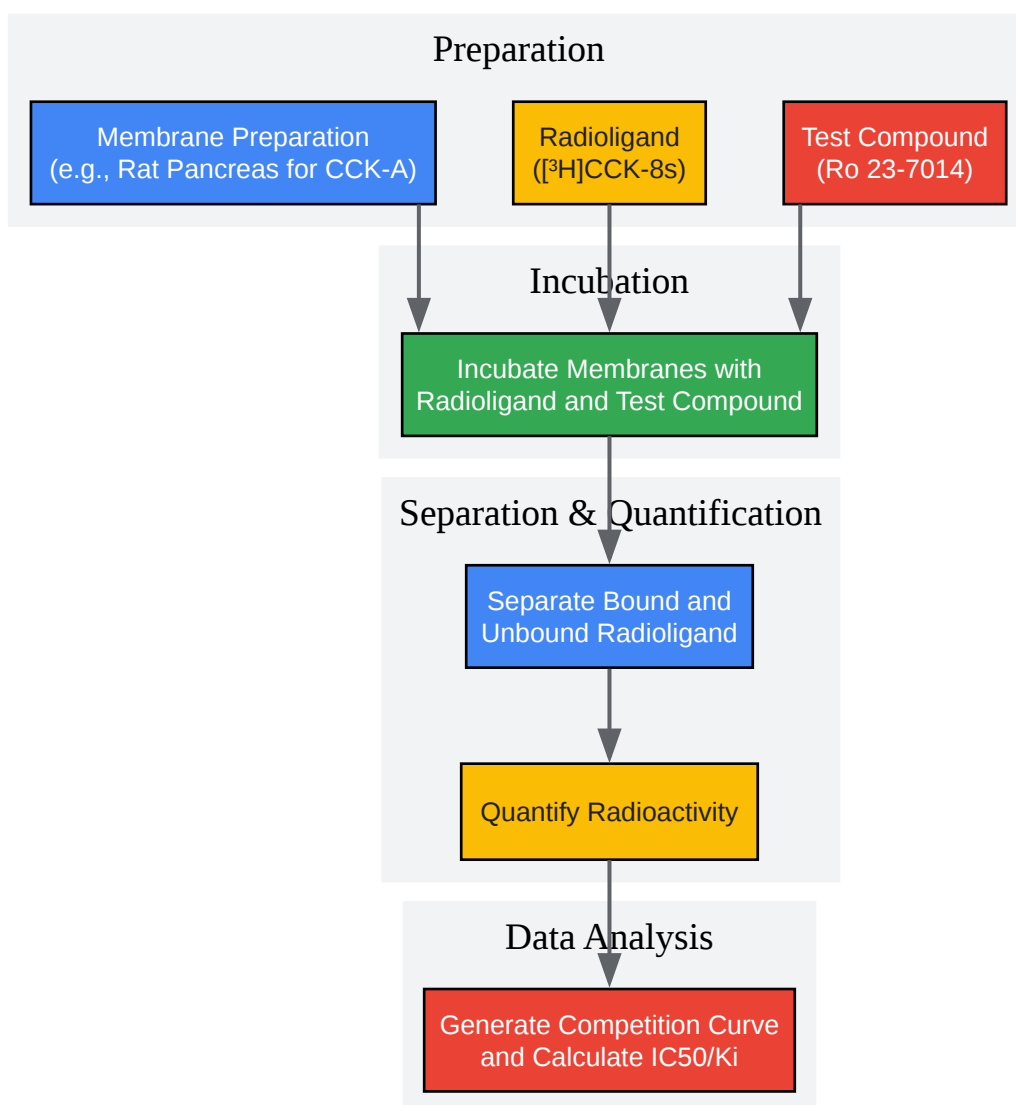 Preparation
Membrane Preparation
(e.g., Rat Pancreas for CCK-A)
Radioligand
([³H]CCK-8s)
Test Compound
(Ro 23-7014)
Incubation
Incubate Membranes with
Radioligand and Test Compound
Separation & Quantification
Separate Bound and
Unbound Radioligand
Quantify Radioactivity
Data Analysis
Generate Competition Curve
and Calculate IC50/Ki